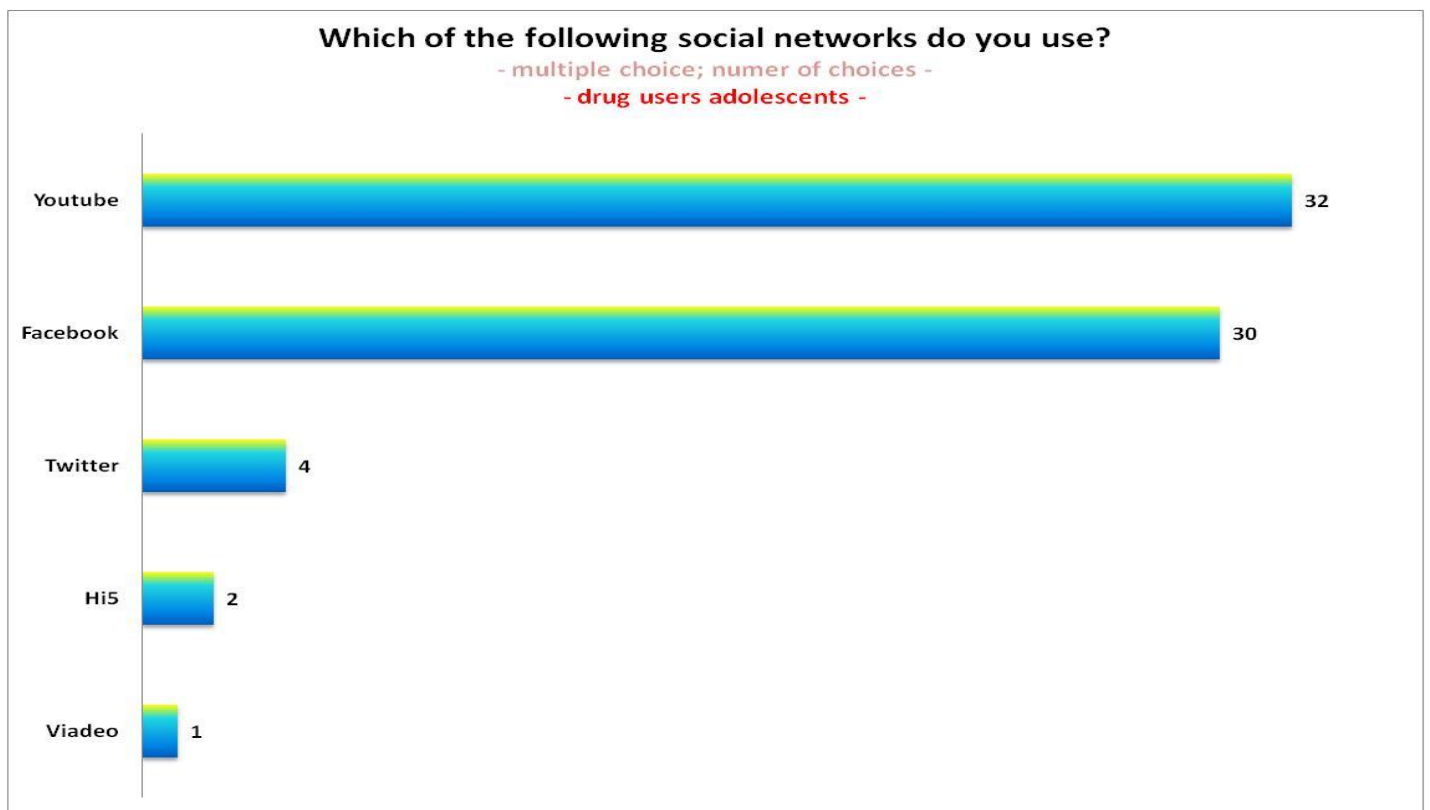 Which of the following social networks do you use?
- multiple choice; numer of choices -
- drug users adolescents -
Youtube 32
Facebook 30
Twitter 4
Hi5 2
Viadeo 1